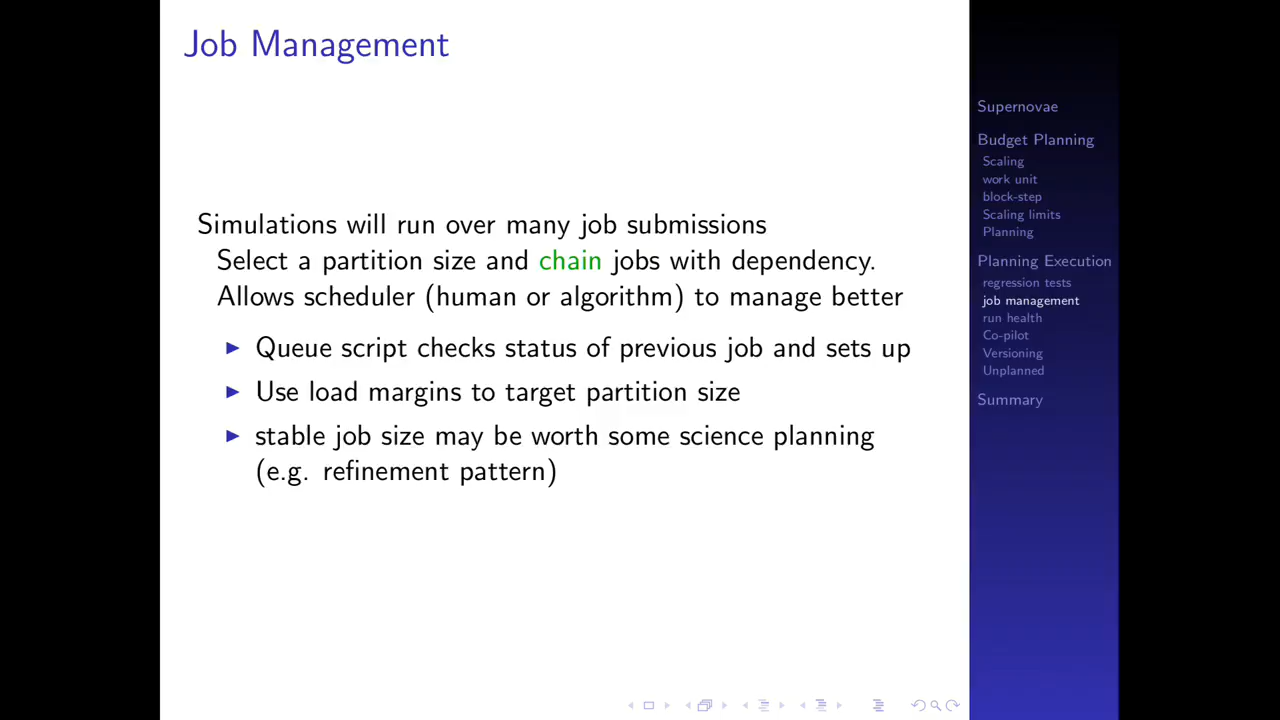 Job Management
Simulations will run over many job submissions
Select a partition size and chain jobs with dependency.
Allows scheduler (human or algorithm) to manage better
Queue script checks status of previous job and sets up
Use load margins to target partition size
stable job size may be worth some science planning
(e.g. refinement pattern)
Supernovae
Budget Planning
Scaling
work unit
block-step
Scaling limits
Planning
Planning Execution
regression tests
job management
run health
Co-pilot
Versioning
Unplanned
Summary